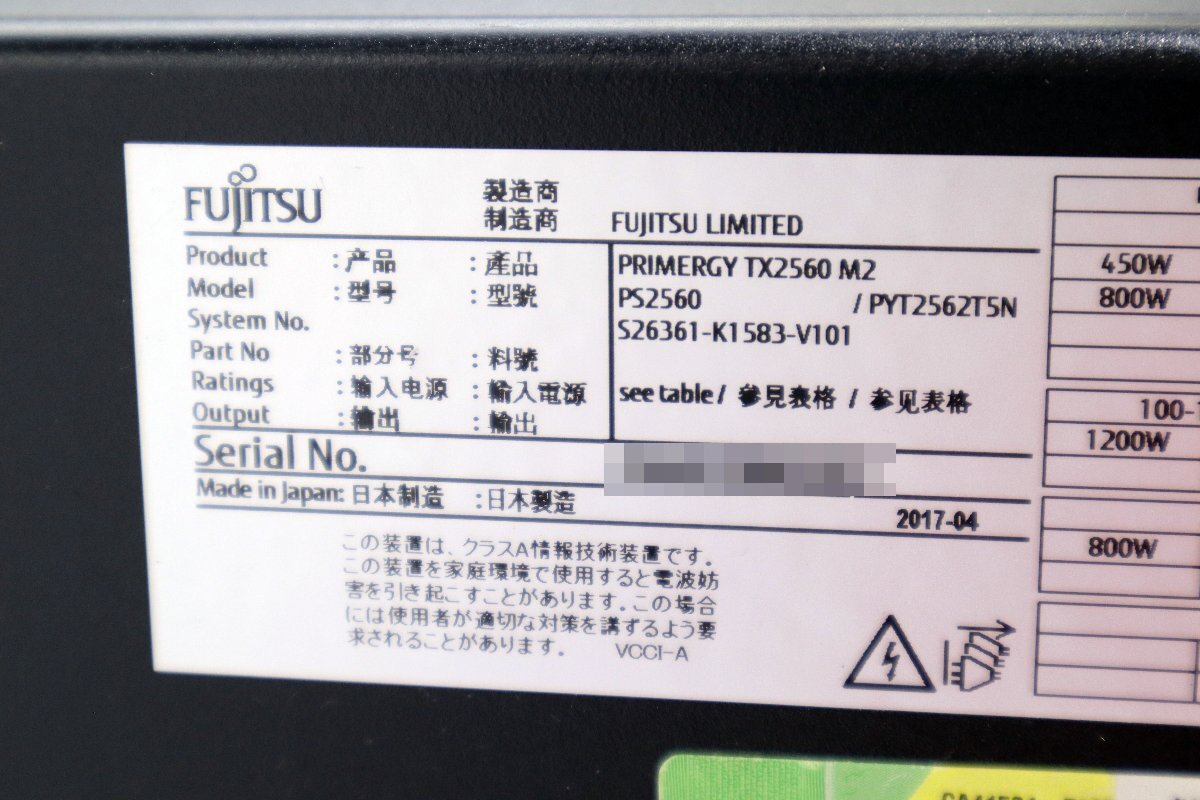 FUJITSU
製造商
制造商 FUJITSU LIMITED
Product :产品 :產品 PRIMERGY TX2560 M2
Model :型号 :型號 PS2560 / PYT2562T5N
System No. S26361-K1583-V101
Part No :部分号 :料號
Ratings :输入电源 :輸入電源 see table / 參見表格 / 参见表格
Output :输出 :輸出
Serial No.
Made in Japan: 日本制造 :日本製造
2017-04
この装置は、クラスA情報技術装置です。
この装置を家庭環境で使用すると電波妨
害を引き起こすことがあります。この場合
には使用者が適切な対策を講ずるよう要
求されることがあります。 VCCI-A
450W
800W
1200W
800W